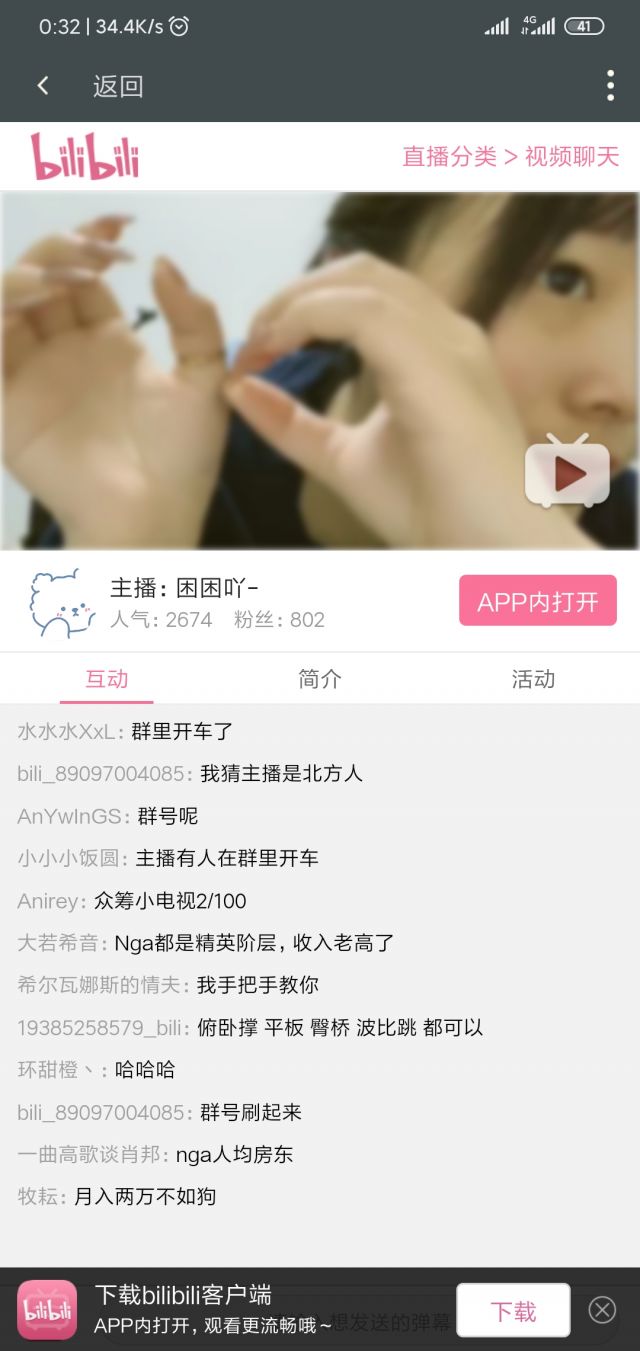 0:32 | 34.4K/s
4G
41
返回
bilibili
直播分类 > 视频聊天
主播: 困困吖-
人气: 2674 粉丝: 802
APP内打开
互动 简介 活动
水水水XxL: 群里开车了
bili_89097004085: 我猜主播是北方人
AnYwInGS: 群号呢
小小小饭圆: 主播有人在群里开车
Anirey: 众筹小电视2/100
大若希音: Nga都是精英阶层, 收入老高了
希尔瓦娜斯的情夫: 我手把手教你
19385258579_bili: 俯卧撑 平板 臀桥 波比跳 都可以
环甜橙丶: 哈哈哈
bili_89097004085: 群号刷起来
一曲高歌谈肖邦: nga人均房东
牧耘: 月入两万不如狗
bilibili
下载bilibili客户端
APP内打开, 观看更流畅哦~
想发送的弹幕
下载